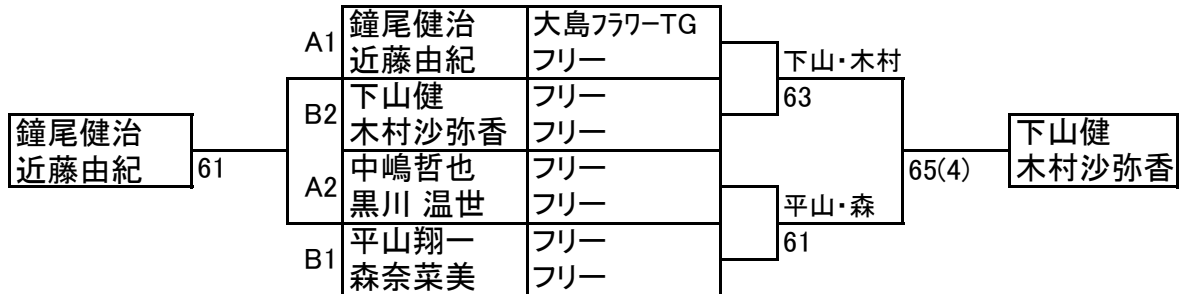 A1 鐘尾健治 大島フラワーTG
近藤由紀 フリー 下山・木村
B2 下山健 フリー 63
木村沙弥香 フリー
鐘尾健治
近藤由紀 61
下山健
木村沙弥香
65(4)
A2 中嶋哲也 フリー
黒川 温世 フリー 平山・森
B1 平山翔一 フリー 61
森奈菜美 フリー